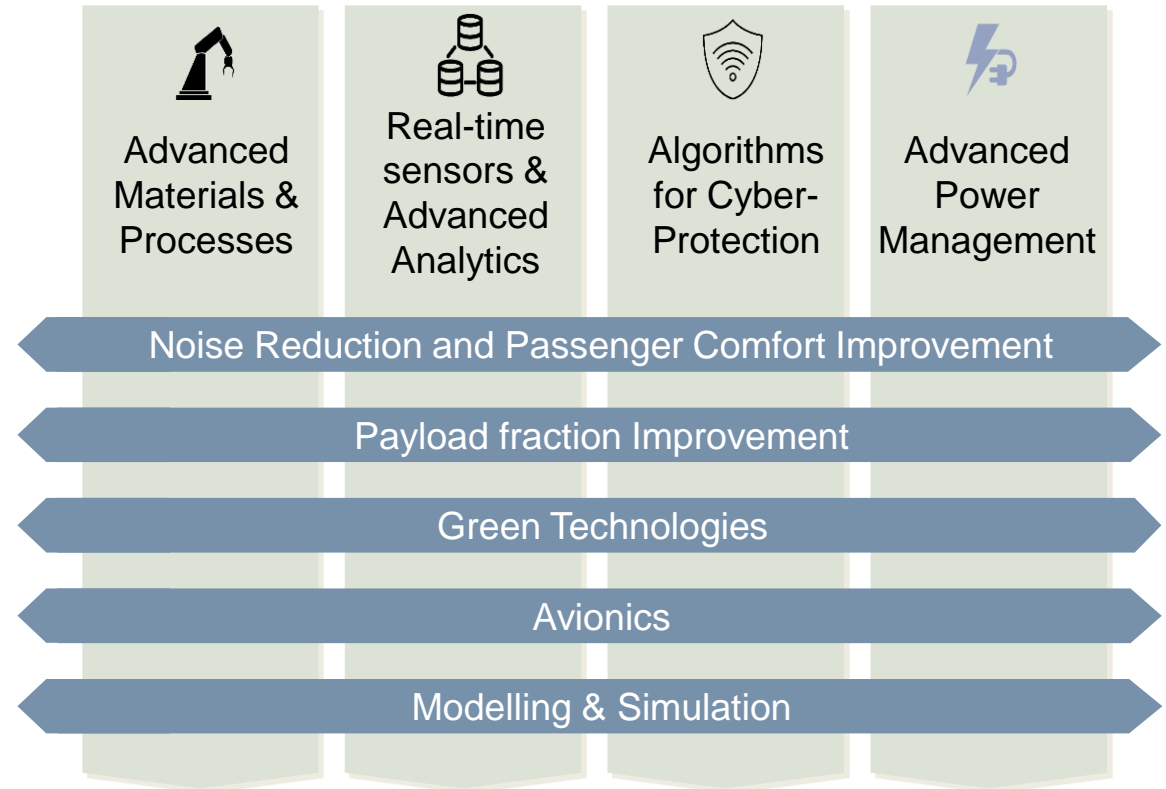 Advanced
Materials &
Processes
Real-time
sensors &
Advanced
Analytics
Algorithms
for Cyber-
Protection
Advanced
Power
Management
Noise Reduction and Passenger Comfort Improvement
Payload fraction Improvement
Green Technologies
Avionics
Modelling & Simulation